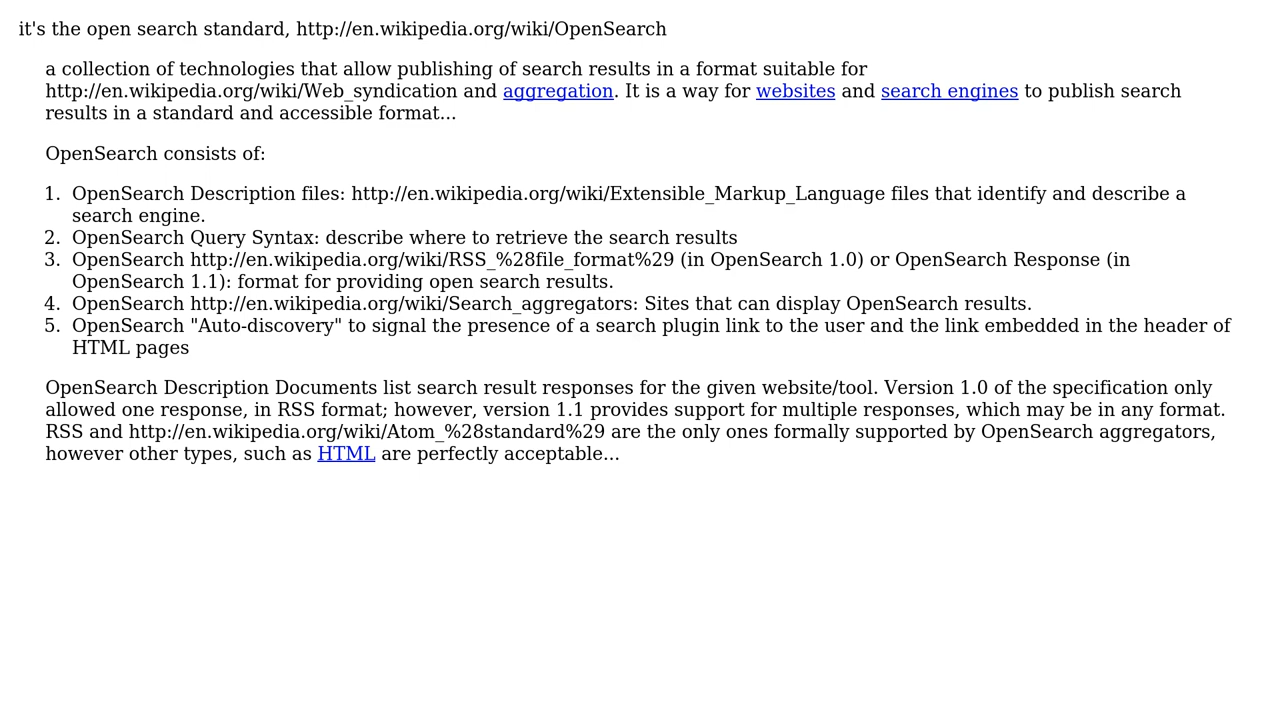 it's the open search standard, http://en.wikipedia.org/wiki/OpenSearch
a collection of technologies that allow publishing of search results in a format suitable for
http://en.wikipedia.org/wiki/Web_syndication and aggregation. It is a way for websites and search engines to publish search
results in a standard and accessible format...
OpenSearch consists of:
1. OpenSearch Description files: http://en.wikipedia.org/wiki/Extensible_Markup_Language files that identify and describe a
search engine.
2. OpenSearch Query Syntax: describe where to retrieve the search results
3. OpenSearch http://en.wikipedia.org/wiki/RSS_%28file_format%29 (in OpenSearch 1.0) or OpenSearch Response (in
OpenSearch 1.1): format for providing open search results.
4. OpenSearch http://en.wikipedia.org/wiki/Search_aggregators: Sites that can display OpenSearch results.
5. OpenSearch "Auto-discovery" to signal the presence of a search plugin link to the user and the link embedded in the header of
HTML pages
OpenSearch Description Documents list search result responses for the given website/tool. Version 1.0 of the specification only
allowed one response, in RSS format; however, version 1.1 provides support for multiple responses, which may be in any format.
RSS and http://en.wikipedia.org/wiki/Atom_%28standard%29 are the only ones formally supported by OpenSearch aggregators,
however other types, such as HTML are perfectly acceptable...